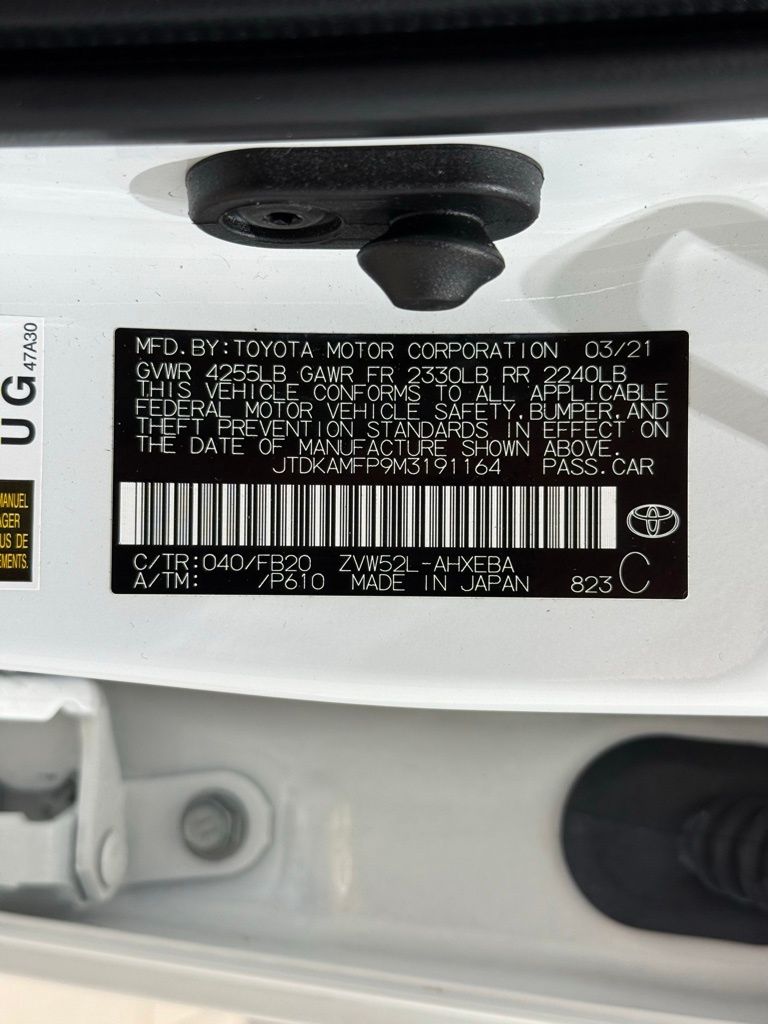 MFD. BY: TOYOTA MOTOR CORPORATION 03/21
GVWR 4255LB GAWR FR 2330LB RR 2240LB
THIS VEHICLE CONFORMS TO ALL APPLICABLE
FEDERAL MOTOR VEHICLE SAFETY, BUMPER, AND
THEFT PREVENTION STANDARDS IN EFFECT ON
THE DATE OF MANUFACTURE SHOWN ABOVE.
JTDKAMFP9M3191164 PASS. CAR
C/TR: 040/FB20 ZVW52L-AHXEBA
A/TM: /P610 MADE IN JAPAN 823 C
UG
47A30
MANUEL
US DE